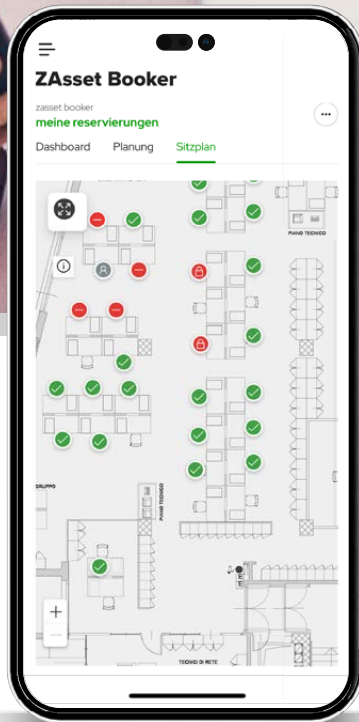 ZAsset Booker
zasset booker
meine reservierungen
Dashboard Planung Sitzplan
PIANO TECNICO
GRUPPO
PIANO TECNICO
TECNICI DI RETE